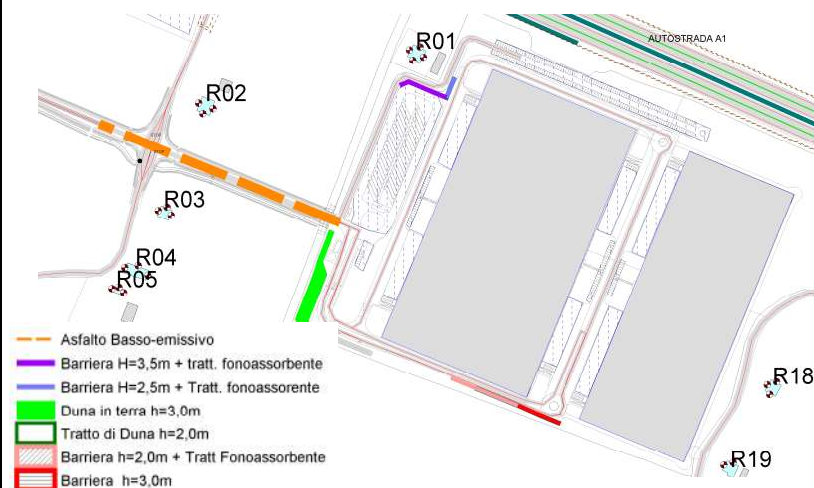 R01
AUTOSTRADA A1
R02
R03
R04
R05
R18
R19
Asfalto Basso-emissivo
Barriera H=3,5m + tratt. fonoassorbente
Barriera H=2,5m + Tratt. fonoassorente
Duna in terra h=3,0m
Tratto di Duna h=2,0m
Barriera h=2,0m + Tratt Fonoassorbente
Barriera h=3,0m